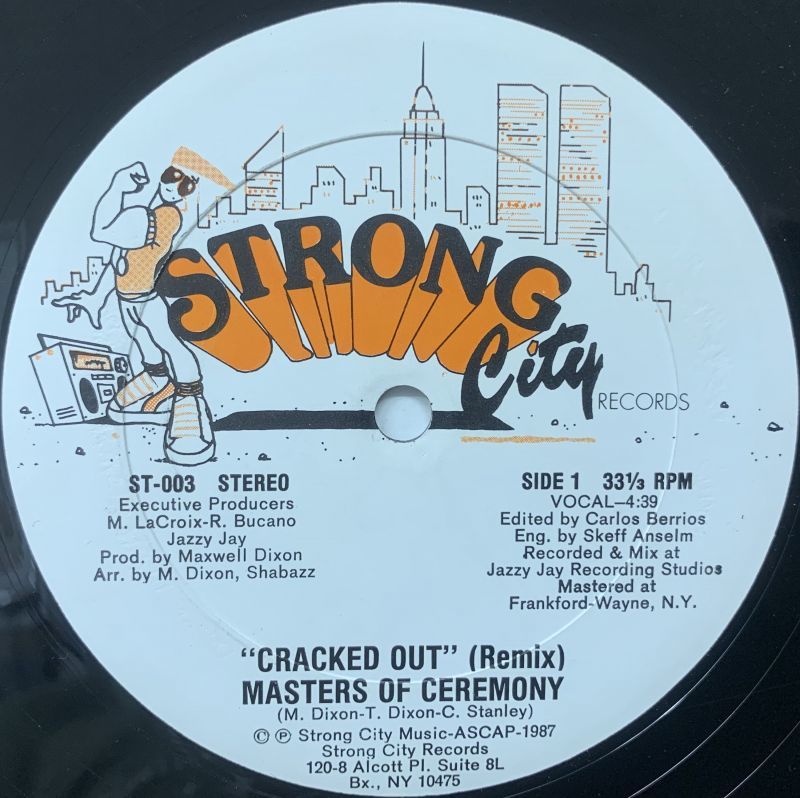 STRONG
City
RECORDS
ST-003 STEREO
Executive Producers
M. LaCroix-R. Bucano
Jazzy Jay
Prod. by Maxwell Dixon
Arr. by M. Dixon, Shabazz
SIDE 1 33⅓ RPM
VOCAL-4:39
Edited by Carlos Berrios
Eng. by Skeff Anselm
Recorded & Mix at
Jazzy Jay Recording Studios
Mastered at
Frankford-Wayne, N.Y.
"CRACKED OUT" (Remix)
MASTERS OF CEREMONY
(M. Dixon-T. Dixon-C. Stanley)
© ℗ Strong City Music-ASCAP-1987
Strong City Records
120-8 Alcott Pl. Suite 8L
Bx., NY 10475